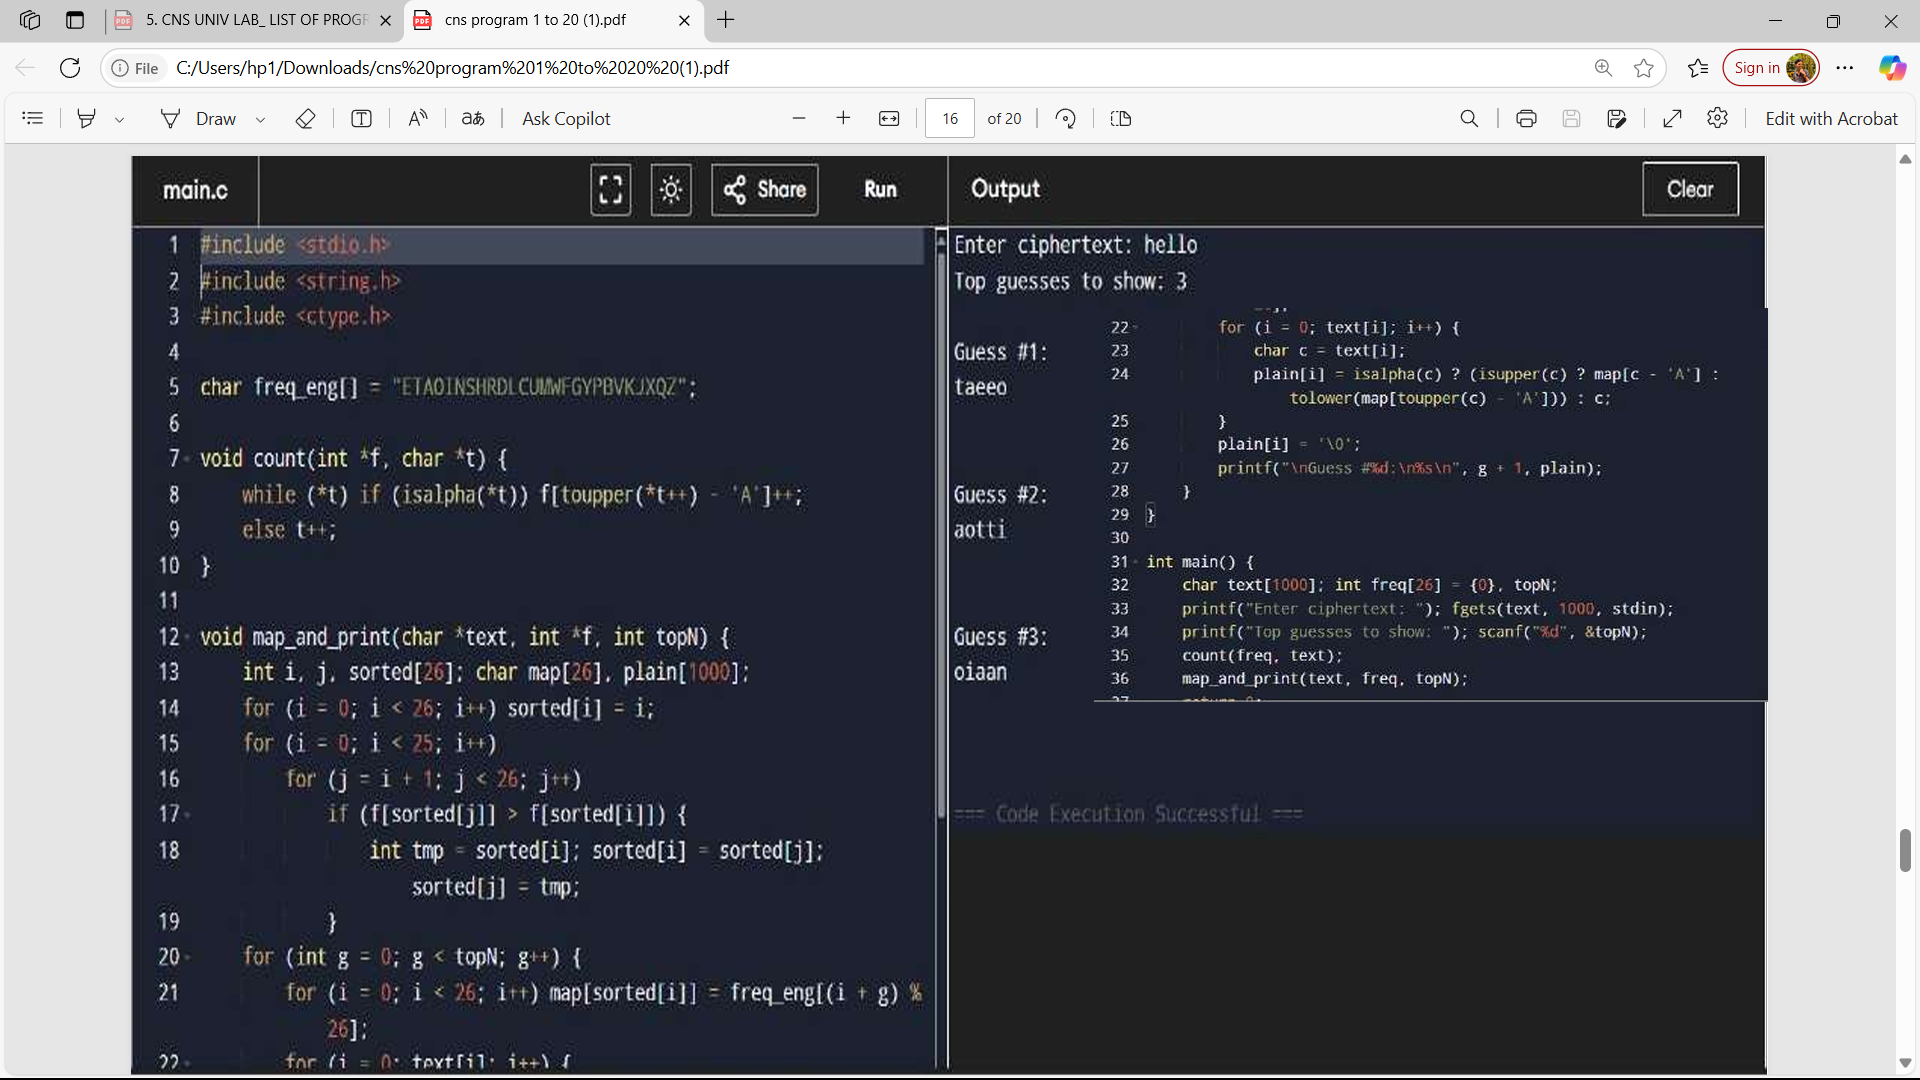 5. CNS UNIV LAB_ LIST OF PROGR
cns program 1 to 20 (1).pdf
File
C:/Users/hp1/Downloads/cns%20program%201%20to%2020%20(1).pdf
Sign in
Draw
aあ
Ask Copilot
16 of 20
Edit with Acrobat
main.c
Share
Run
1 #include <stdio.h>
2 #include <string.h>
3 #include <ctype.h>
4
5 char freq_eng[] = "ETAOINSHRDLCUMWFGYPBVKJXQZ";
6
7 void count(int *f, char *t) {
8 while (*t) if (isalpha(*t)) f[toupper(*t++) - 'A']++;
9 else t++;
10 }
11
12 void map_and_print(char *text, int *f, int topN) {
13 int i, j, sorted[26]; char map[26], plain[1000];
14 for (i = 0; i < 26; i++) sorted[i] = i;
15 for (i = 0; i < 25; i++)
16 for (j = i + 1; j < 26; j++)
17 if (f[sorted[j]] > f[sorted[i]]) {
18 int tmp = sorted[i]; sorted[i] = sorted[j];
sorted[j] = tmp;
19 }
20 for (int g = 0; g < topN; g++) {
21 for (i = 0; i < 26; i++) map[sorted[i]] = freq_eng[(i + g) %
26];
22 for (i = 0; text[i]; i++) {
Output
Clear
Enter ciphertext: hello
Top guesses to show: 3
Guess #1:
taeeo
Guess #2:
aotti
Guess #3:
oiaan
=== Code Execution Successful ===
22 for (i = 0; text[i]; i++) {
23 char c = text[i];
24 plain[i] = isalpha(c) ? (isupper(c) ? map[c - 'A'] :
tolower(map[toupper(c) - 'A'])) : c;
25 }
26 plain[i] = '\0';
27 printf("\nGuess #%d:\n%s\n", g + 1, plain);
28 }
29 }
30
31 int main() {
32 char text[1000]; int freq[26] = {0}, topN;
33 printf("Enter ciphertext: "); fgets(text, 1000, stdin);
34 printf("Top guesses to show: "); scanf("%d", &topN);
35 count(freq, text);
36 map_and_print(text, freq, topN);